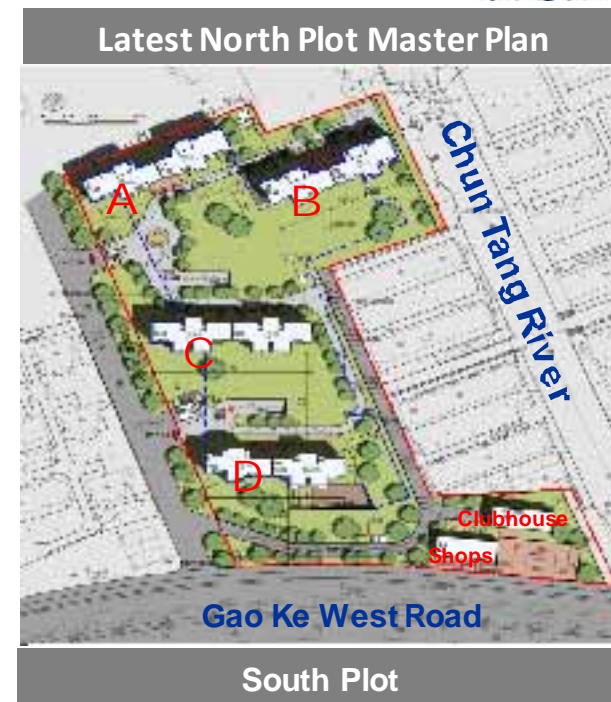 Latest North Plot Master Plan
Chun Tang River
A
B
C
D
Clubhouse
Shops
Gao Ke West Road
South Plot